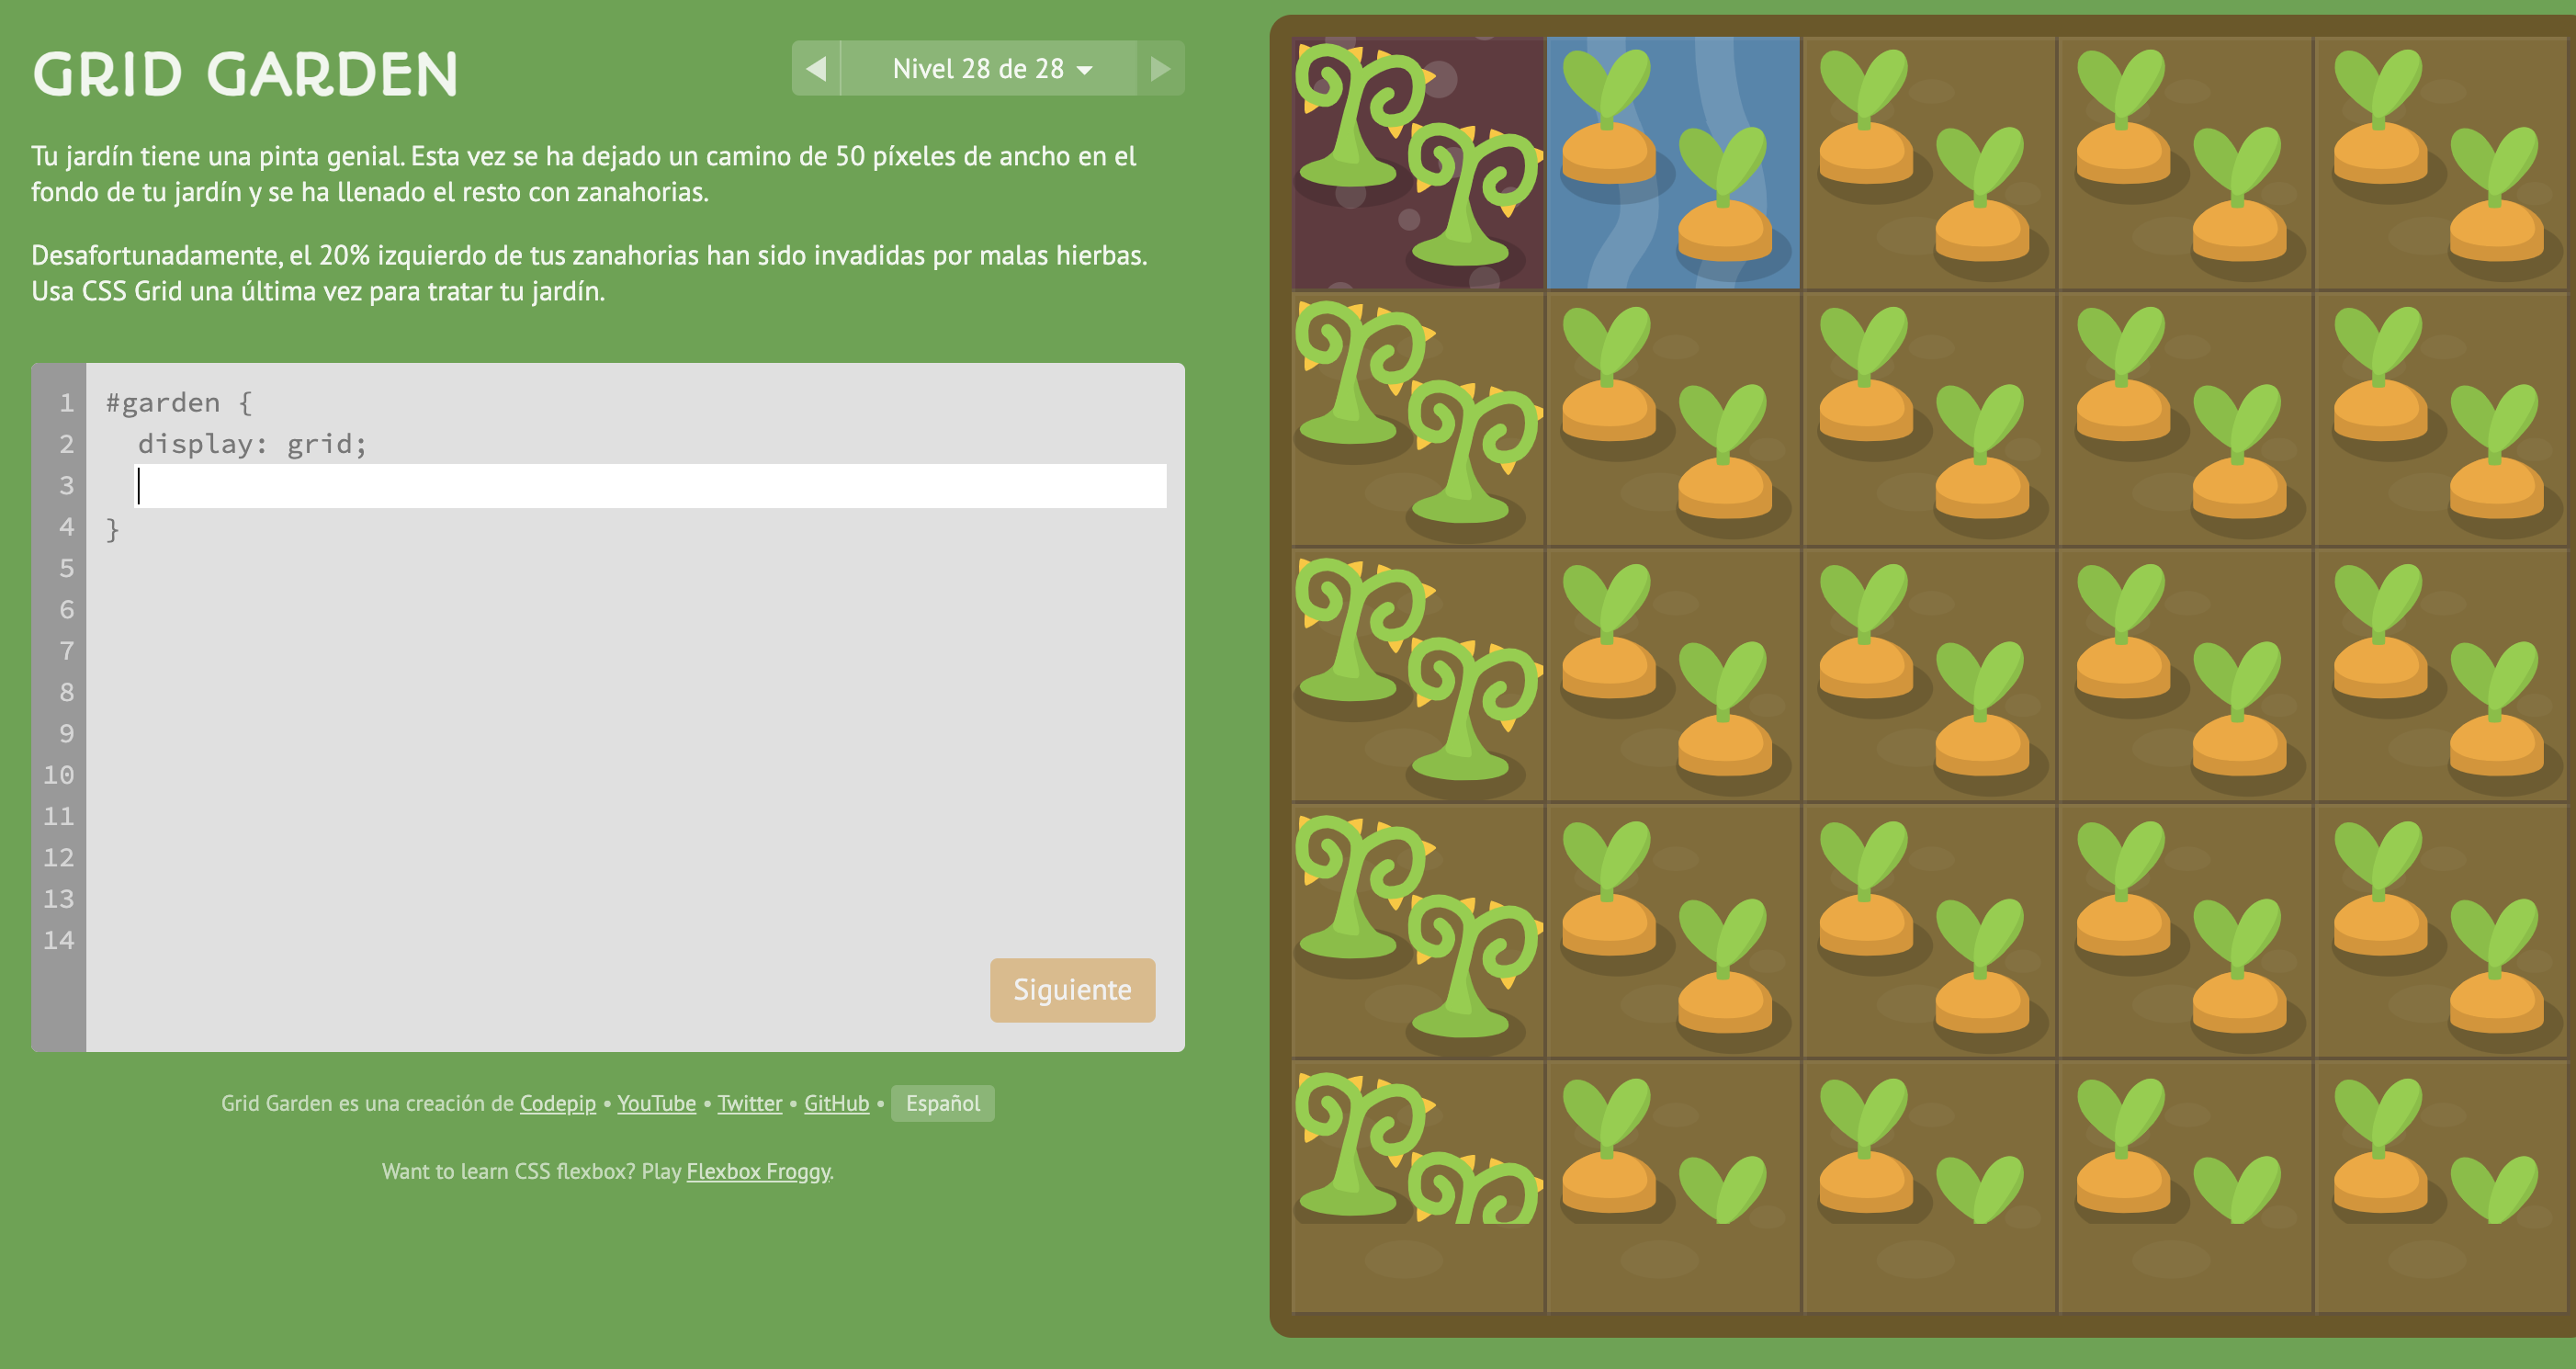 GRID GARDEN
Nivel 28 de 28
Tu jardín tiene una pinta genial. Esta vez se ha dejado un camino de 50 píxeles de ancho en el
fondo de tu jardín y se ha llenado el resto con zanahorias.
Desafortunadamente, el 20% izquierdo de tus zanahorias han sido invadidas por malas hierbas.
Usa CSS Grid una última vez para tratar tu jardín.
1 #garden {
2 display: grid;
3
4 }
5
6
7
8
9
10
11
12
13
14
Siguiente
Grid Garden es una creación de Codepip • YouTube • Twitter • GitHub • Español
Want to learn CSS flexbox? Play Flexbox Froggy.